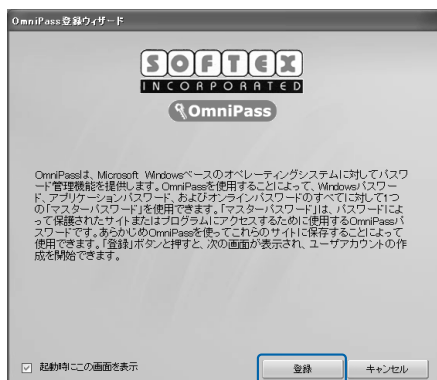 OmniPass登録ウィザード
SOFTEX
INCORPORATED
OmniPass
OmniPassは、Microsoft Windowsベースのオペレーティングシステムに対してパスワ
ード管理機能を提供します。OmniPassを使用することによって、Windowsパスワー
ド、アプリケーションパスワード、およびオンラインパスワードのすべてに対して1つ
の「マスターパスワード」を使用できます。「マスターパスワード」は、パスワードによ
って保護されたサイトまたはプログラムにアクセスするために使用するOmniPassパ
スワードです。あらかじめOmniPassを使ってこれらのサイトに保存することによって
使用できます。「登録」ボタンと押すと、次の画面が表示され、ユーザアカウントの作
成を開始できます。
起動時にこの画面を表示
登録
キャンセル